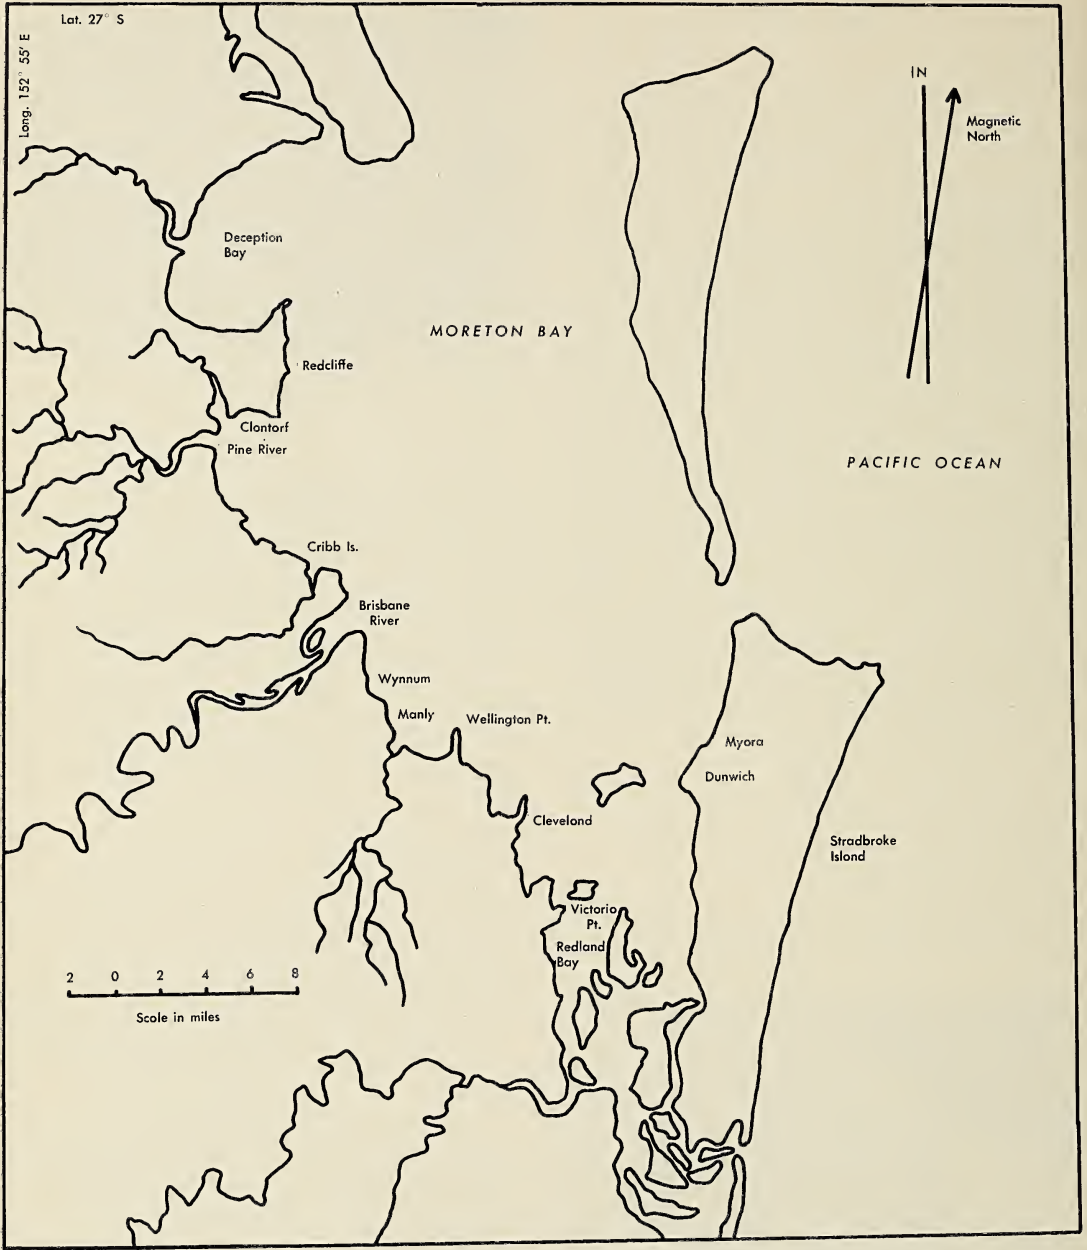 Lat. 27° S
Long. 152° 55' E
IN
Magnetic
North
Deception
Bay
MORETON BAY
Redcliffe
Clontorf
Pine River
PACIFIC OCEAN
Cribb Is.
Brisbane
River
Wynnum
Manly
Wellington Pt.
Myora
Dunwich
Clevelond
Stradbroke
Islond
Victorio
Pt.
Redland
Bay
2 0 2 4 6 8
Scole in miles